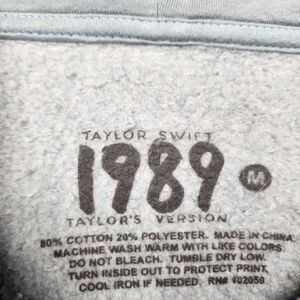 TAYLOR SWIFT
1989 M
TAYLOR'S VERSION
80% COTTON 20% POLYESTER. MADE IN CHINA
MACHINE WASH WARM WITH LIKE COLORS
DO NOT BLEACH. TUMBLE DRY LOW.
TURN INSIDE OUT TO PROTECT PRINT.
COOL IRON IF NEEDED. RN# 102050